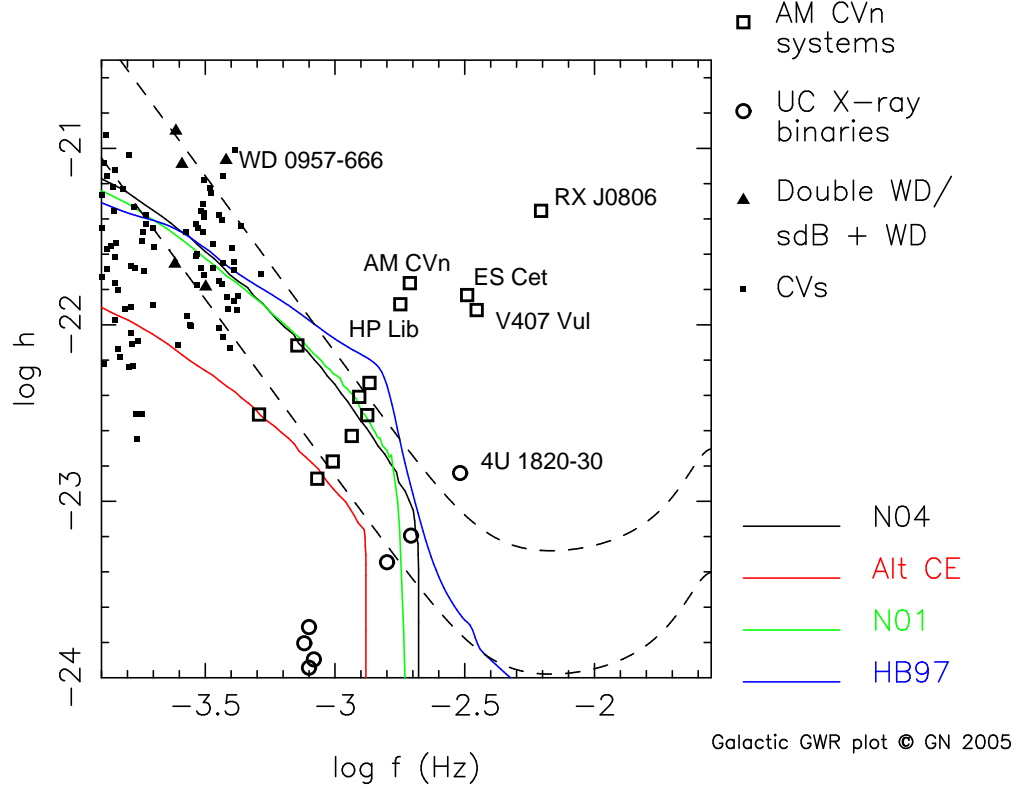 AM CVn
systems
UC X-ray
binaries
Double WD/
sdB + WD
CVs
WD 0957-666
RX J0806
AM CVn
ES Cet
HP Lib
V407 Vul
4U 1820-30
-21
-22
-23
-24
log h
-3.5
-3
-2.5
-2
log f (Hz)
N04
Alt CE
N01
HB97
Galactic GWR plot © GN 2005